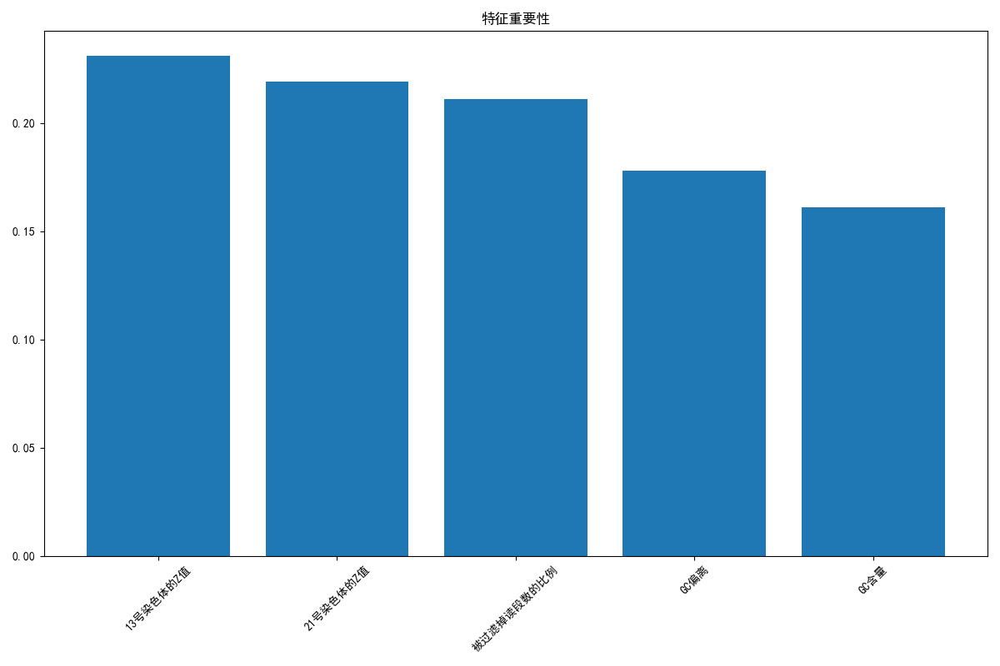 特征重要性
0.20
0.15
0.10
0.05
0.00
13号染色体的Z值
21号染色体的Z值
被过滤掉读段数的比例
GC偏离
GC含量